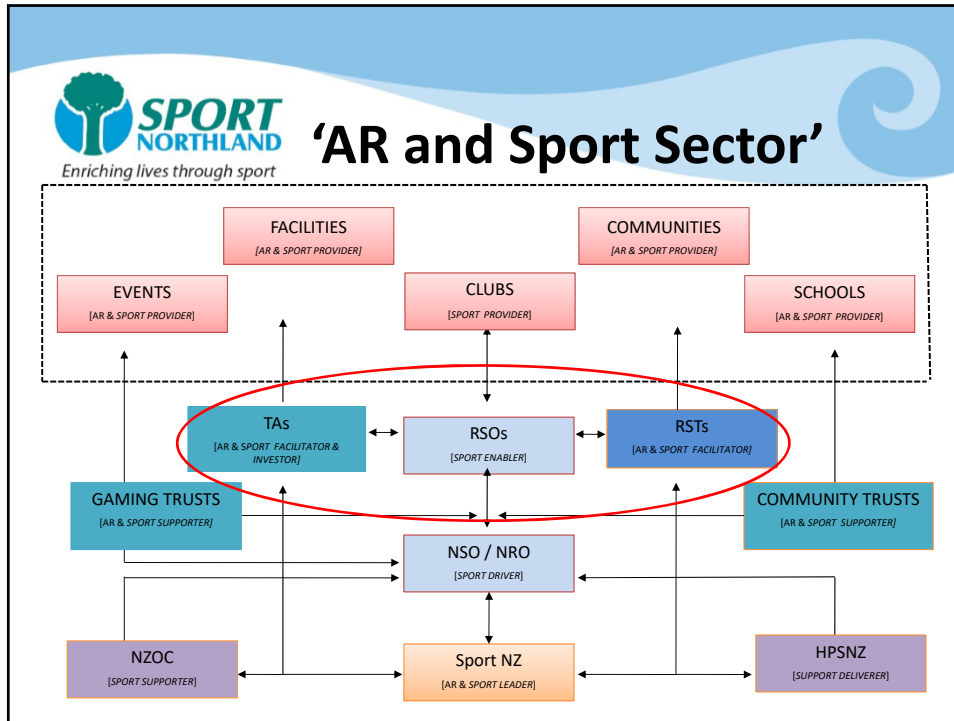 SPORT
NORTHLAND
Enriching lives through sport
‘AR and Sport Sector’
FACILITIES
[AR & SPORT PROVIDER]
COMMUNITIES
[AR & SPORT PROVIDER]
EVENTS
[AR & SPORT PROVIDER]
CLUBS
[SPORT PROVIDER]
SCHOOLS
[AR & SPORT PROVIDER]
TAs
[AR & SPORT FACILITATOR &
INVESTOR]
RSOs
[SPORT ENABLER]
RSTs
[AR & SPORT FACILITATOR]
GAMING TRUSTS
[AR & SPORT SUPPORTER]
COMMUNITY TRUSTS
[AR & SPORT SUPPORTER]
NSO / NRO
[SPORT DRIVER]
NZOC
[SPORT SUPPORTER]
Sport NZ
[AR & SPORT LEADER]
HPSNZ
[SUPPORT DELIVERER]